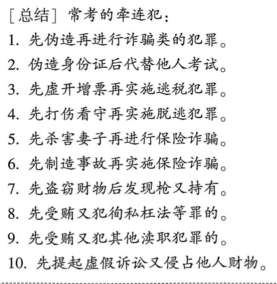 [总结] 常考的牵连犯：
1. 先伪造再进行诈骗类的犯罪。
2. 伪造身份证后代替他人考试。
3. 先虚开增票再实施逃税犯罪。
4. 先打伤看守再实施脱逃犯罪。
5. 先杀害妻子再进行保险诈骗。
6. 先制造事故再实施保险诈骗。
7. 先盗窃财物后发现枪又持有。
8. 先受贿又犯徇私枉法等罪的。
9. 先受贿又犯其他渎职犯罪的。
10. 先提起虚假诉讼又侵占他人财物。